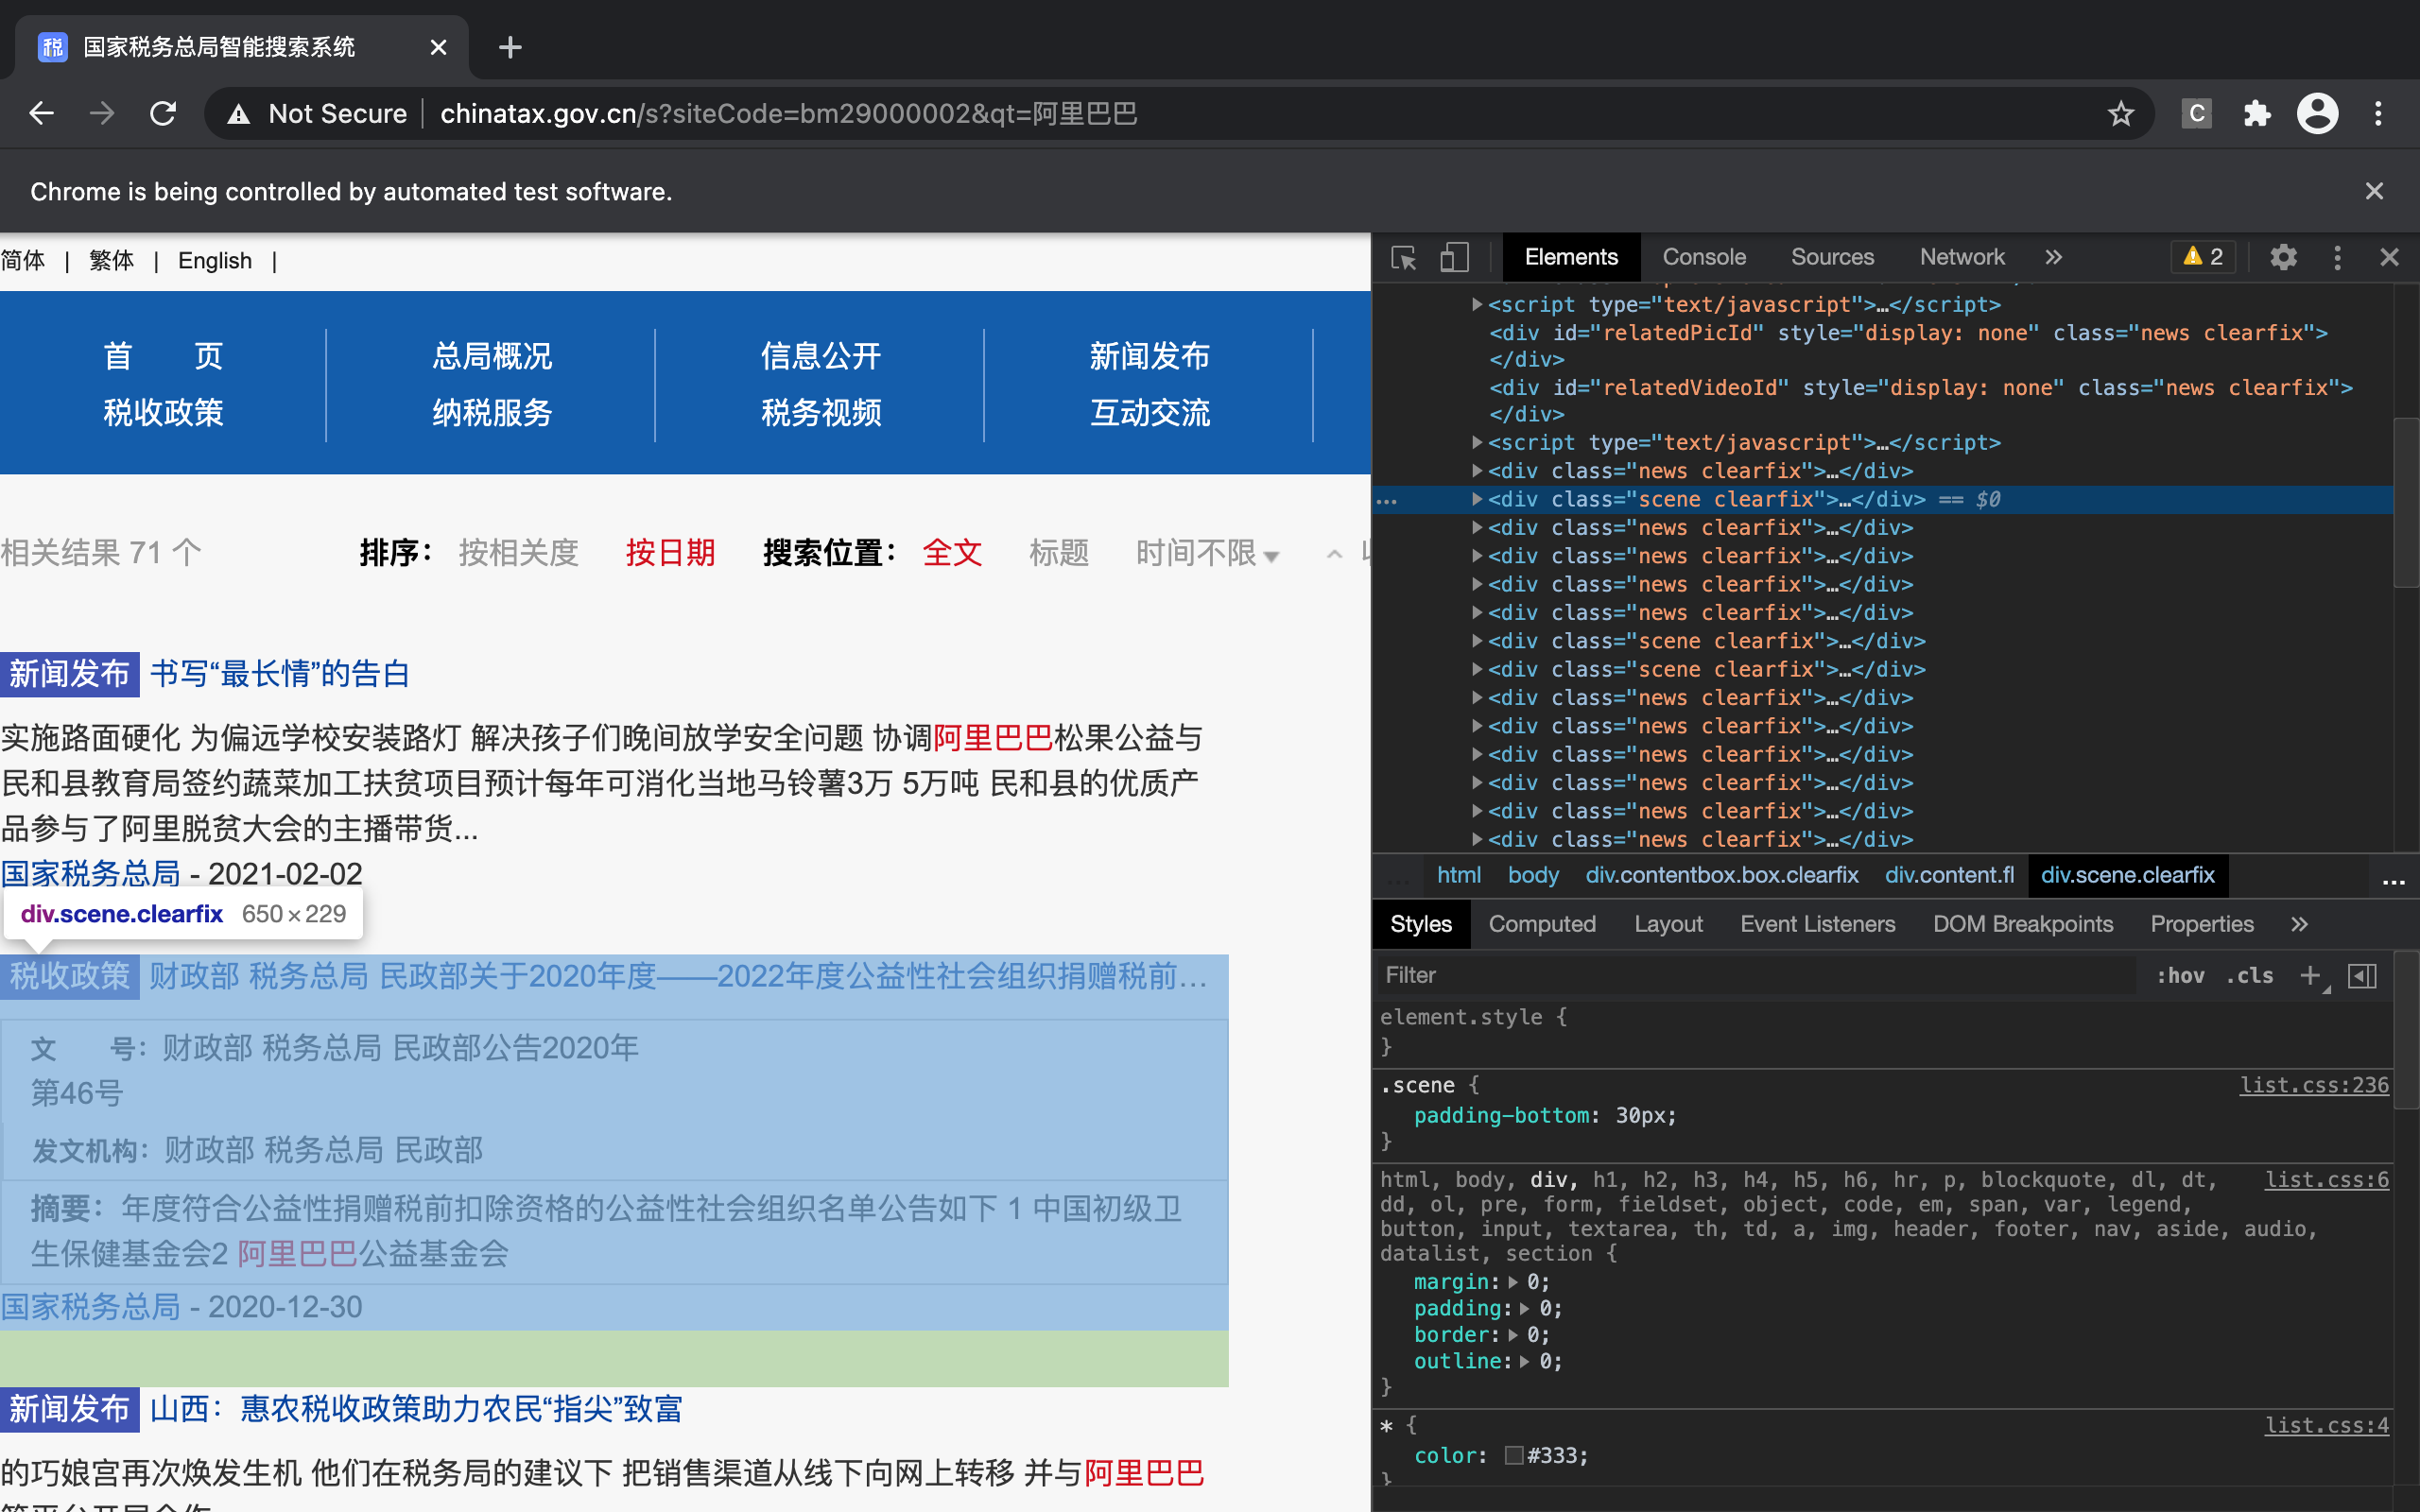 国家税务总局智能搜索系统
Not Secure | chinatax.gov.cn/s?siteCode=bm29000002&qt=阿里巴巴
C
Chrome is being controlled by automated test software.
简体 | 繁体 | English |
首 页 总局概况 信息公开 新闻发布
税收政策 纳税服务 税务视频 互动交流
相关结果 71 个 排序： 按相关度 按日期 搜索位置： 全文 标题 时间不限
新闻发布 书写“最长情”的告白
实施路面硬化 为偏远学校安装路灯 解决孩子们晚间放学安全问题 协调阿里巴巴松果公益与
民和县教育局签约蔬菜加工扶贫项目预计每年可消化当地马铃薯3万 5万吨 民和县的优质产
品参与了阿里脱贫大会的主播带货...
国家税务总局 - 2021-02-02
div.scene.clearfix 650×229
税收政策 财政部 税务总局 民政部关于2020年度——2022年度公益性社会组织捐赠税前...
文 号：财政部 税务总局 民政部公告2020年
第46号
发文机构：财政部 税务总局 民政部
摘要：年度符合公益性捐赠税前扣除资格的公益性社会组织名单公告如下 1 中国初级卫
生保健基金会2 阿里巴巴公益基金会
国家税务总局 - 2020-12-30
新闻发布 山西：惠农税收政策助力农民“指尖”致富
的巧娘宫再次焕发生机 他们在税务局的建议下 把销售渠道从线下向网上转移 并与阿里巴巴
Elements Console Sources Network » 2
<script type="text/javascript">…</script>
<div id="relatedPicId" style="display: none" class="news clearfix">
</div>
<div id="relatedVideoId" style="display: none" class="news clearfix">
</div>
<script type="text/javascript">…</script>
<div class="news clearfix">…</div>
<div class="scene clearfix">…</div> == $0
<div class="news clearfix">…</div>
<div class="news clearfix">…</div>
<div class="news clearfix">…</div>
<div class="news clearfix">…</div>
<div class="scene clearfix">…</div>
<div class="scene clearfix">…</div>
<div class="news clearfix">…</div>
<div class="news clearfix">…</div>
<div class="news clearfix">…</div>
<div class="news clearfix">…</div>
<div class="news clearfix">…</div>
<div class="news clearfix">…</div>
… html body div.contentbox.box.clearfix div.content.fl div.scene.clearfix …
Styles Computed Layout Event Listeners DOM Breakpoints Properties »
Filter :hov .cls +
element.style {
}
.scene { list.css:236
padding-bottom: 30px;
}
html, body, div, h1, h2, h3, h4, h5, h6, hr, p, blockquote, dl, dt, list.css:6
dd, ol, pre, form, fieldset, object, code, em, span, var, legend,
button, input, textarea, th, td, a, img, header, footer, nav, aside, audio,
datalist, section {
margin: 0;
padding: 0;
border: 0;
outline: 0;
}
* { list.css:4
color: #333;
}